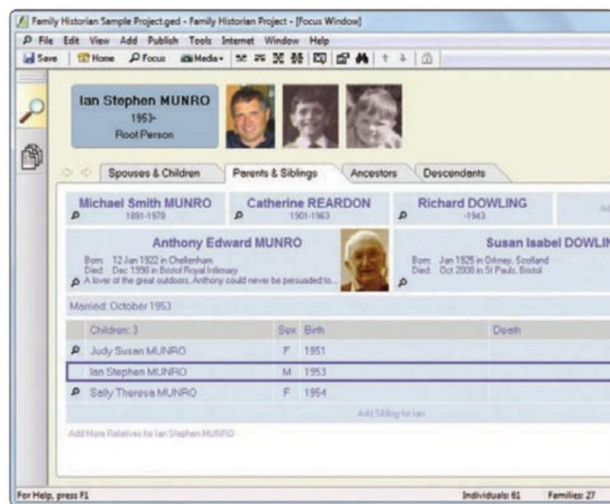 Family Historian Sample Project.ged - Family Historian Project - [Focus Window]
File Edit View Add Publish Tools Internet Window Help
Save Home Focus Media
Ian Stephen MUNRO
1953-
Root Person
Spouses & Children Parents & Siblings Ancestors Descendants
Michael Smith MUNRO Catherine REARDON Richard DOWLING
1891-1978 1901-1963 -1943
Anthony Edward MUNRO Susan Isabel DOWLIN
Born: 12 Jan 1922 in Cheltenham Born: Jan 1925 in Orkney, Scotland
Died: Dec 1998 in Bristol Royal Infirmary Died: Oct 2008 in St Pauls, Bristol
A lover of the great outdoors, Anthony could never be persuaded to...
Married: October 1953
Children: 3 Sex Birth Death
Judy Susan MUNRO F 1951
Ian Stephen MUNRO M 1953
Sally Theresa MUNRO F 1954
Add Sibling for Ian
Add More Relatives for Ian Stephen MUNRO
For Help, press F1 Individuals: 61 Families: 27